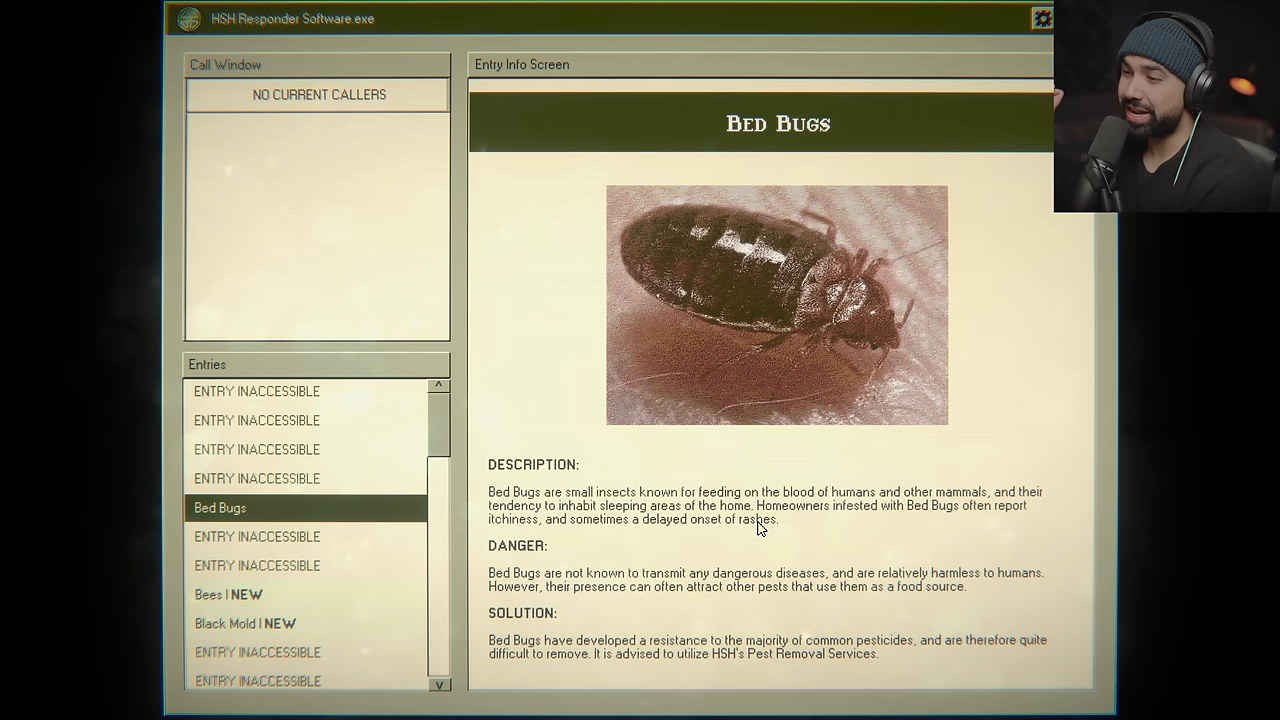 HSH Responder Software.exe
Call Window
NO CURRENT CALLERS
Entries
ENTRY INACCESSIBLE
ENTRY INACCESSIBLE
ENTRY INACCESSIBLE
ENTRY INACCESSIBLE
Bed Bugs
ENTRY INACCESSIBLE
ENTRY INACCESSIBLE
Bees | NEW
Black Mold | NEW
ENTRY INACCESSIBLE
ENTRY INACCESSIBLE
Entry Info Screen
Bed Bugs
DESCRIPTION:
Bed Bugs are small insects known for feeding on the blood of humans and other mammals, and their
tendency to inhabit sleeping areas of the home. Homeowners infested with Bed Bugs often report
itchiness, and sometimes a delayed onset of rashes.
DANGER:
Bed Bugs are not known to transmit any dangerous diseases, and are relatively harmless to humans.
However, their presence can often attract other pests that use them as a food source.
SOLUTION:
Bed Bugs have developed a resistance to the majority of common pesticides, and are therefore quite
difficult to remove. It is advised to utilize HSH's Pest Removal Services.